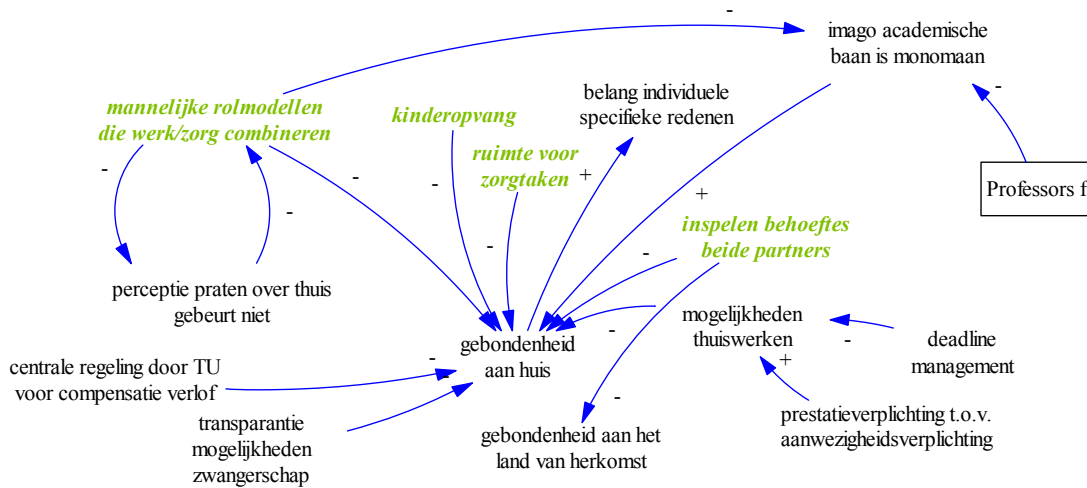 -
imago academische
baan is monomaan
-
mannelijke rolmodellen
die werk/zorg combineren
kinderopvang
belang individuele
specifieke redenen
ruimte voor
zorgtaken
Professors f
-
-
-
+
-
+
-
inspelen behoeftes
beide partners
-
-
perceptie praten over thuis
gebeurt niet
mogelijkheden
thuiswerken
-
-
deadline
management
gebondenheid
aan huis
centrale regeling door TU
voor compensatie verlof
-
-
+
transparantie
mogelijkheden
zwangerschap
-
gebondenheid aan het
land van herkomst
prestatieverplichting t.o.v.
aanwezigheidsverplichting